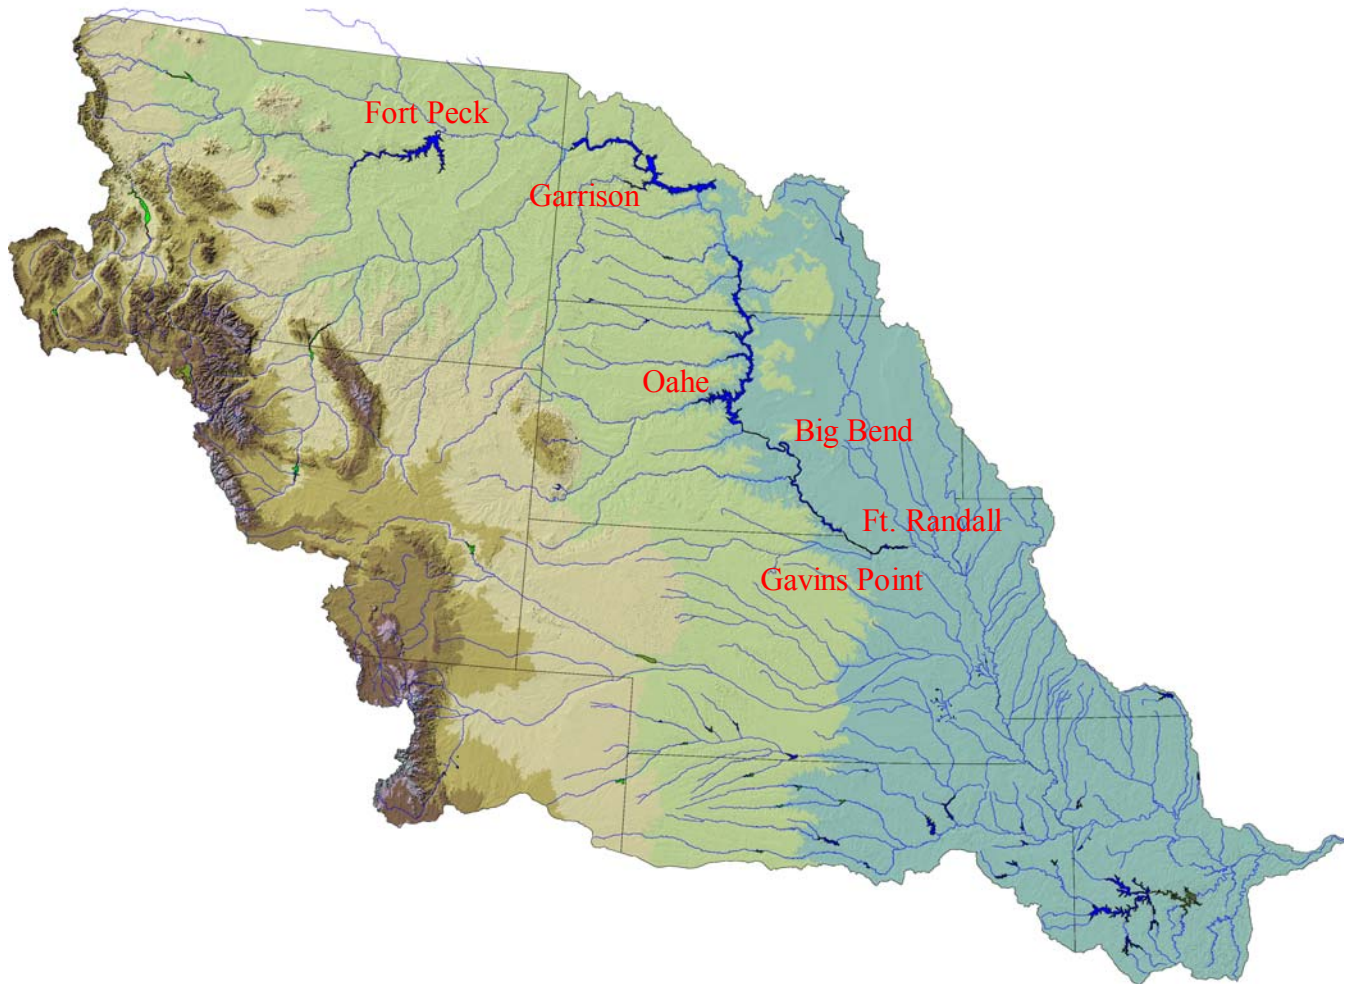 Fort Peck
Garrison
Oahe
Big Bend
Ft. Randall
Gavins Point